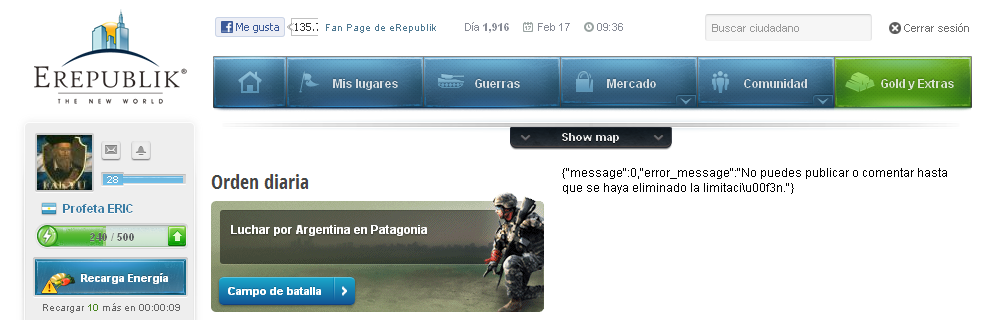 Me gusta
135.7
Fan Page de eRepublik
Día 1,916
Feb 17
09:36
Buscar ciudadano
Cerrar sesión
EREPUBLIK®
THE NEW WORLD
Mis lugares
Guerras
Mercado
Comunidad
Gold y Extras
Show map
28
Profeta ERIC
240 / 500
Recarga Energía
Recargar 10 más en 00:00:09
Orden diaria
Luchar por Argentina en Patagonia
Campo de batalla
{"message":0,"error_message":"No puedes publicar o comentar hasta
que se haya eliminado la limitaci\u00f3n."}